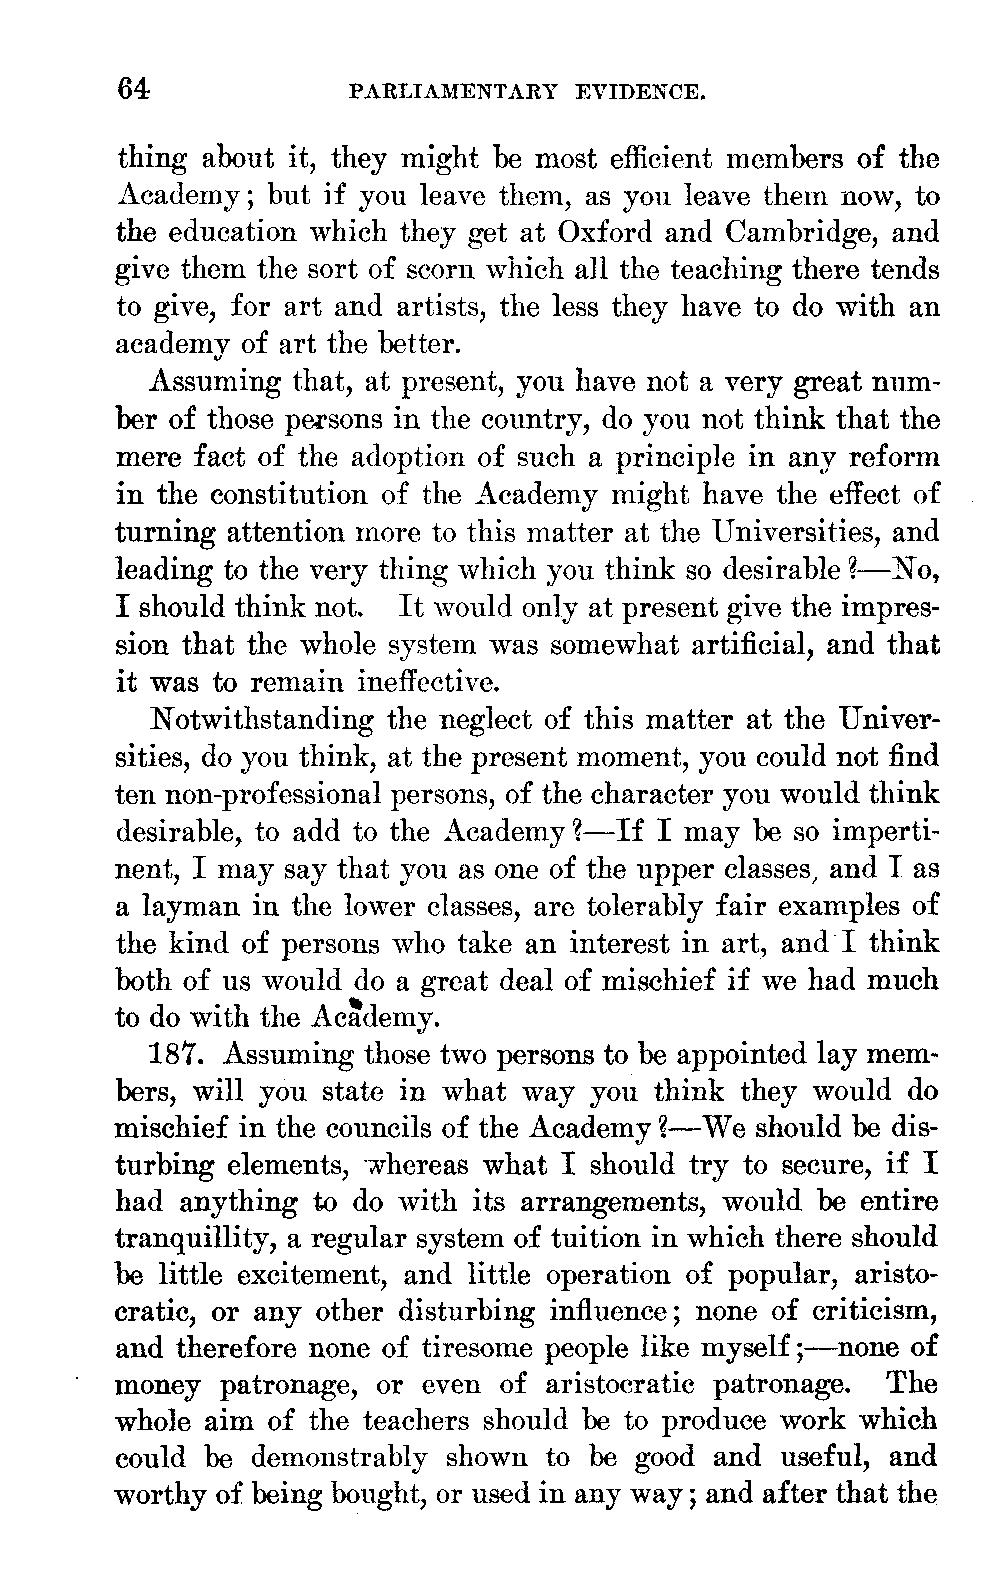 64 PARLIAMENTARY EVIDENCE.
thing about it, they might be most efficient members of the
Academy; but if you leave them, as you leave them now, to
the education which they get at Oxford and Cambridge, and
give them the sort of scorn which all the teaching there tends
to give, for art and artists, the less they have to do with an
academy of art the better.
Assuming that, at present, you have not a very great num-
ber of those persons in the country, do you not think that the
mere fact of the adoption of such a principle in any reform
in the constitution of the Academy might have the effect of
turning attention more to this matter at the Universities, and
leading to the very thing which you think so desirable?—No,
I should think not. It would only at present give the impres-
sion that the whole system was somewhat artificial, and that
it was to remain ineffective.
Notwithstanding the neglect of this matter at the Univer-
sities, do you think, at the present moment, you could not find
ten non-professional persons, of the character you would think
desirable, to add to the Academy?—If I may be so imperti-
nent, I may say that you as one of the upper classes, and I as
a layman in the lower classes, are tolerably fair examples of
the kind of persons who take an interest in art, and I think
both of us would do a great deal of mischief if we had much
to do with the Academy.
187. Assuming those two persons to be appointed lay mem-
bers, will you state in what way you think they would do
mischief in the councils of the Academy?—We should be dis-
turbing elements, whereas what I should try to secure, if I
had anything to do with its arrangements, would be entire
tranquillity, a regular system of tuition in which there should
be little excitement, and little operation of popular, aristo-
cratic, or any other disturbing influence; none of criticism,
and therefore none of tiresome people like myself;—none of
money patronage, or even of aristocratic patronage. The
whole aim of the teachers should be to produce work which
could be demonstrably shown to be good and useful, and
worthy of being bought, or used in any way; and after that the